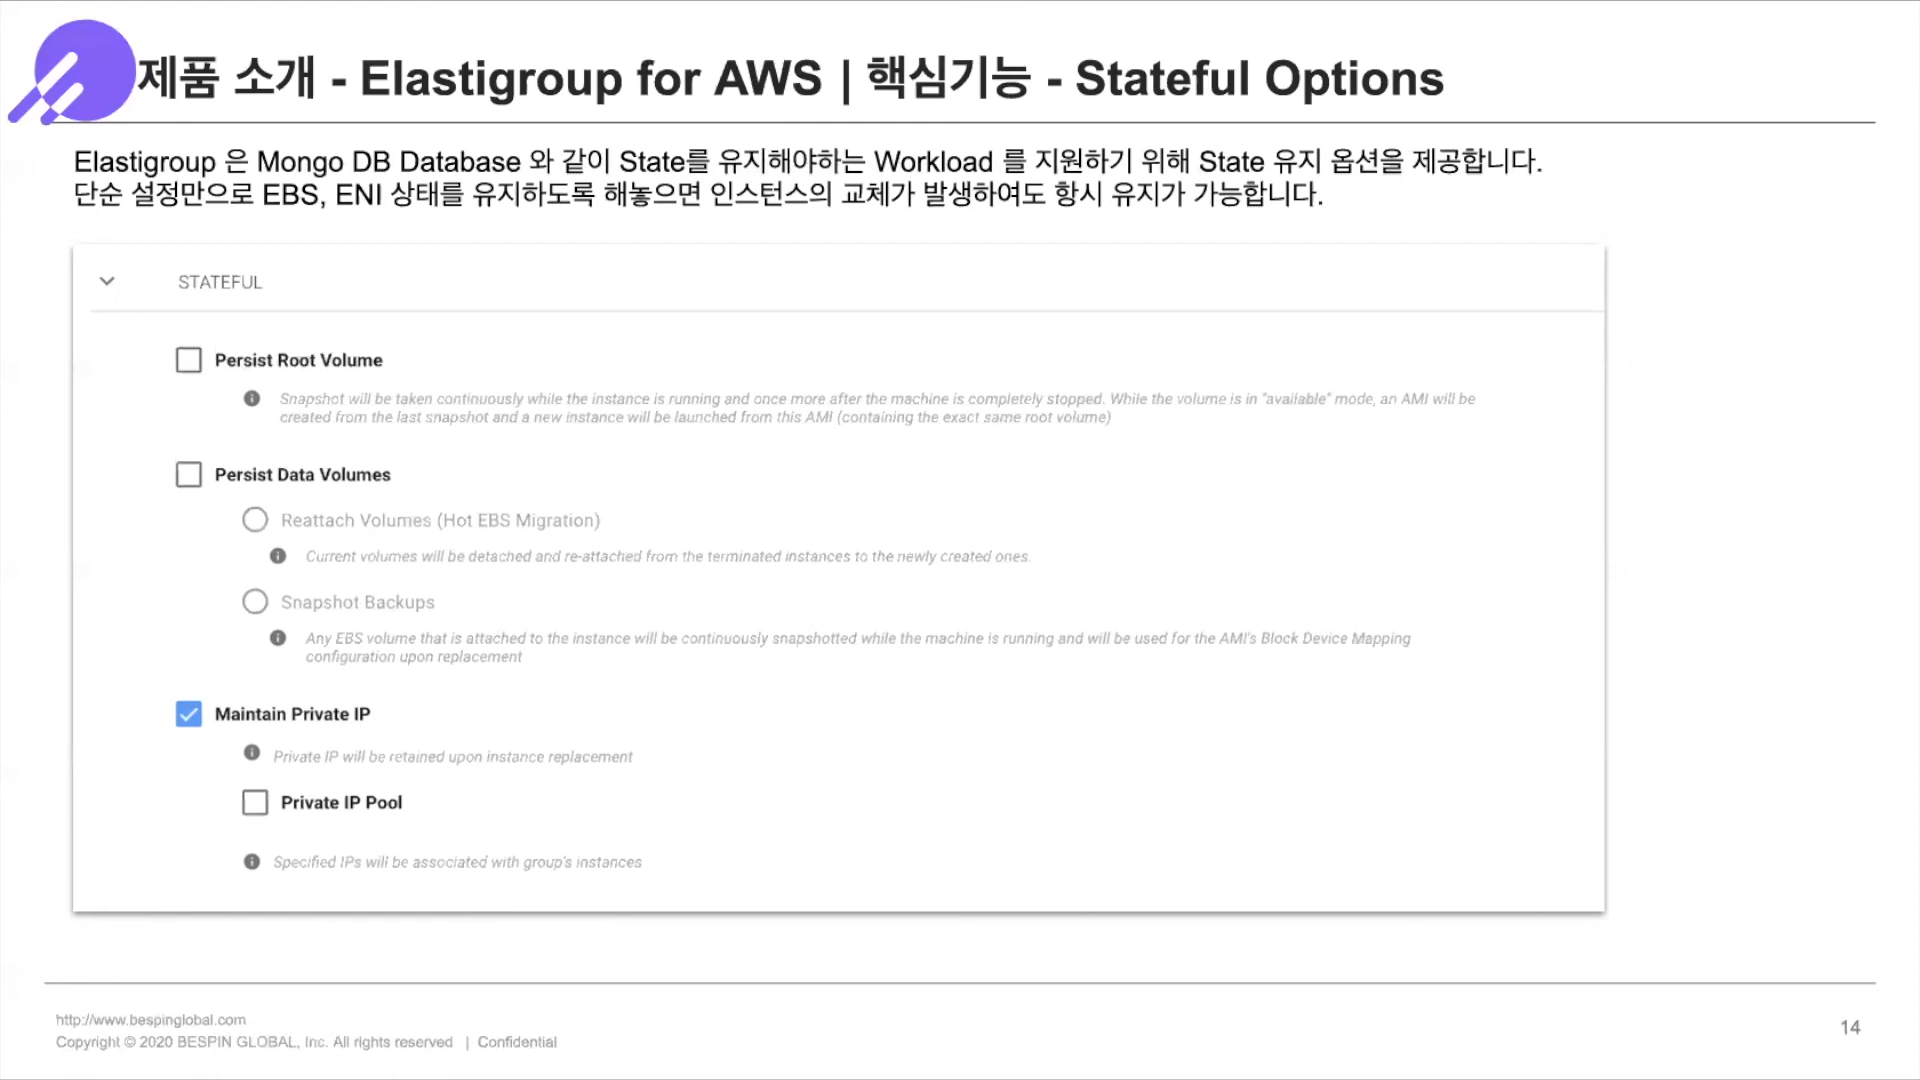 제품 소개 - Elastigroup for AWS | 핵심기능 - Stateful Options
Elastigroup 은 Mongo DB Database 와 같이 State를 유지해야하는 Workload 를 지원하기 위해 State 유지 옵션을 제공합니다.
단순 설정만으로 EBS, ENI 상태를 유지하도록 해놓으면 인스턴스의 교체가 발생하여도 항시 유지가 가능합니다.
STATEFUL
Persist Root Volume
Snapshot will be taken continuously while the instance is running and once more after the machine is completely stopped. While the volume is in "available" mode, an AMI will be
created from the last snapshot and a new instance will be launched from this AMI (containing the exact same root volume)
Persist Data Volumes
Reattach Volumes (Hot EBS Migration)
Current volumes will be detached and re-attached from the terminated instances to the newly created ones.
Snapshot Backups
Any EBS volume that is attached to the instance will be continuously snapshotted while the machine is running and will be used for the AMI's Block Device Mapping
configuration upon replacement
Maintain Private IP
Private IP will be retained upon instance replacement
Private IP Pool
Specified IPs will be associated with group's instances
http://www.bespinglobal.com
Copyright © 2020 BESPIN GLOBAL, Inc. All rights reserved | Confidential
14